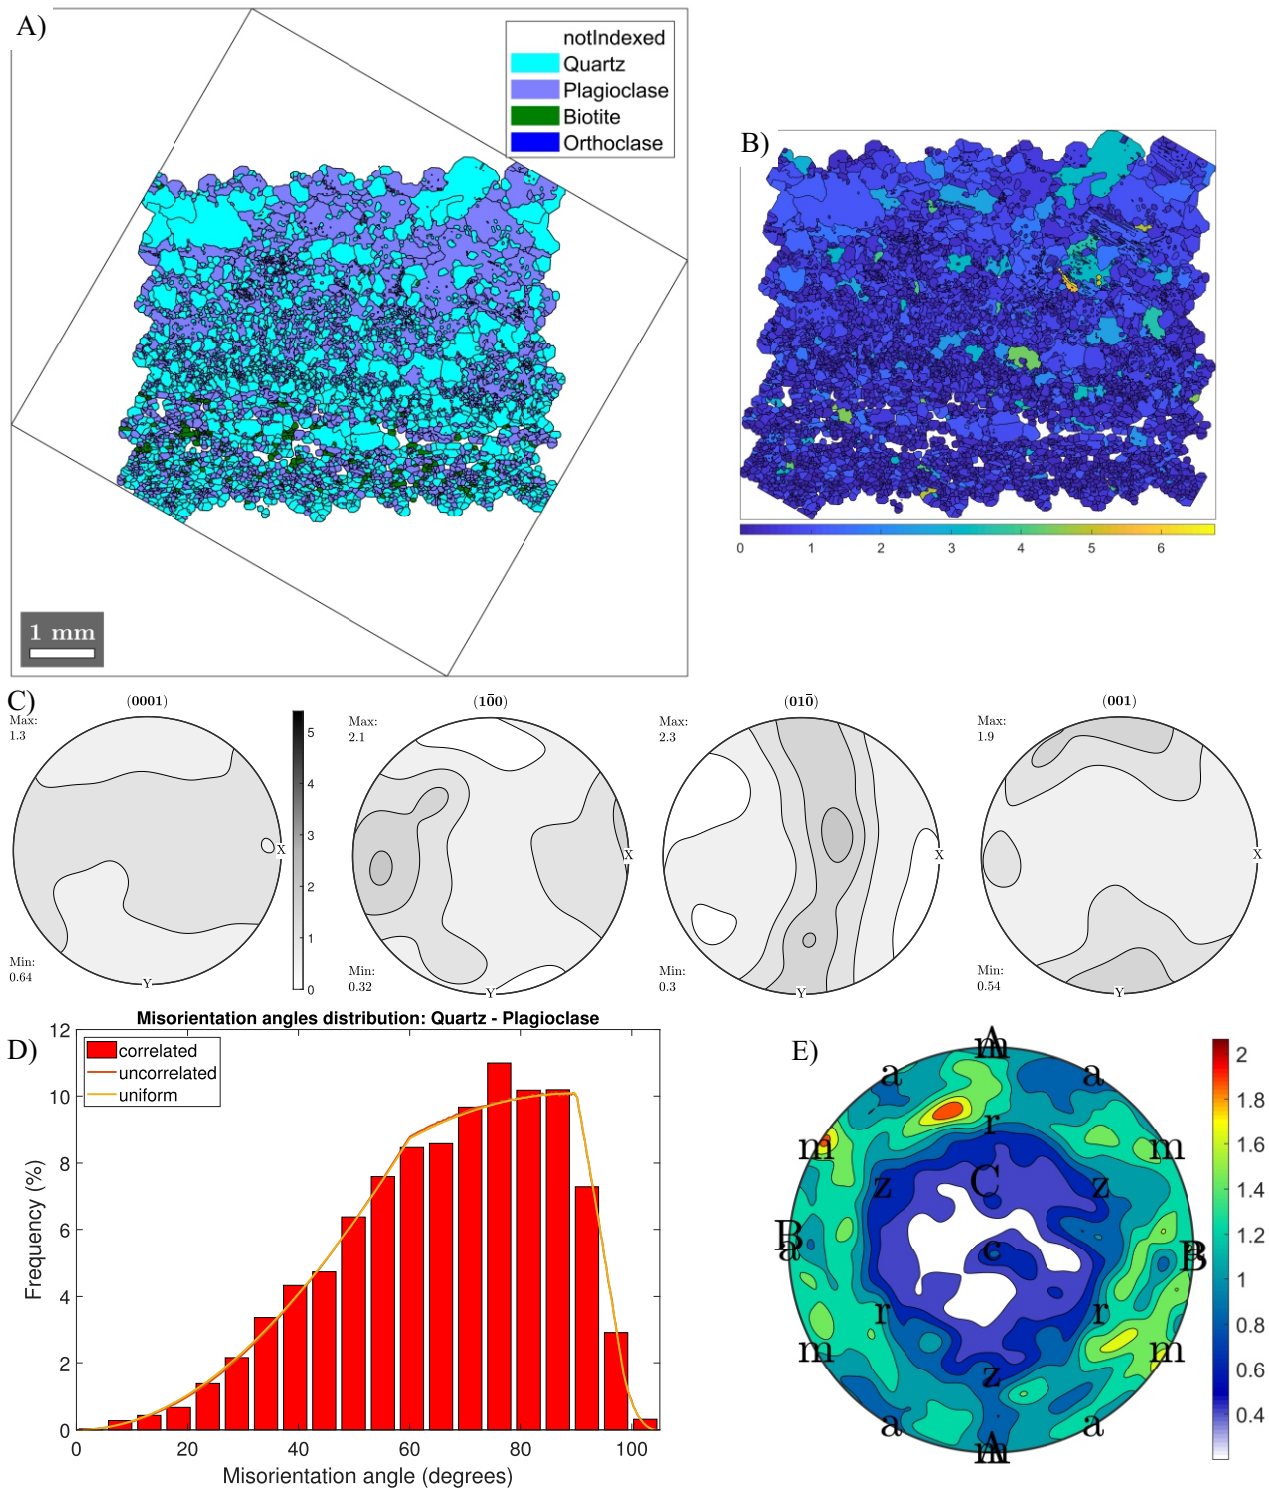 A)
notIndexed
Quartz
Plagioclase
Biotite
Orthoclase
1 mm
B)
0 1 2 3 4 5 6
C)
(0001)
Max:
1.3
Min:
0.64
X
Y
5
4
3
2
1
0
(11̄00)
Max:
2.1
Min:
0.32
X
Y
(011̄0)
Max:
2.3
Min:
0.3
X
Y
(001)
Max:
1.9
Min:
0.54
X
Y
D)
Misorientation angles distribution: Quartz - Plagioclase
correlated
uncorrelated
uniform
Frequency (%)
12
10
8
6
4
2
0
0 20 40 60 80 100
Misorientation angle (degrees)
E)
A
m
a a
r
m m
z C z
B
a c a
B
r r
m m
z
a a
A
m
2
1.8
1.6
1.4
1.2
1
0.8
0.6
0.4